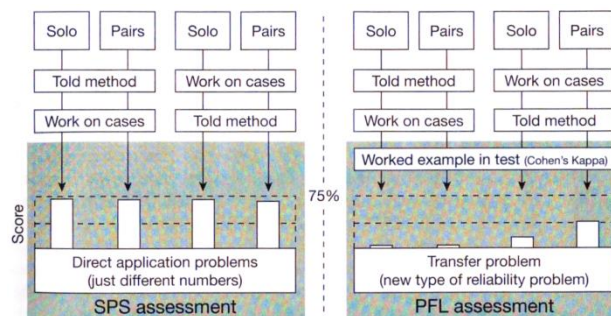 Solo Pairs Solo Pairs
Told method Work on cases
Work on cases Told method
Score
75%
Direct application problems
(just different numbers)
SPS assessment
Solo Pairs Solo Pairs
Told method Work on cases
Work on cases Told method
Worked example in test (Cohen's Kappa)
Transfer problem
(new type of reliability problem)
PFL assessment